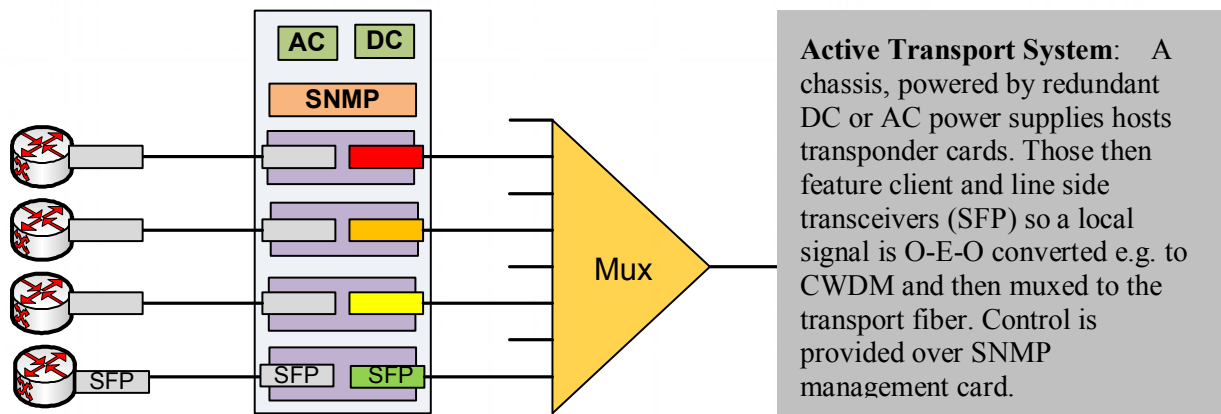 AC DC
SNMP
Mux
SFP SFP SFP
Active Transport System: A
chassis, powered by redundant
DC or AC power supplies hosts
transponder cards. Those then
feature client and line side
transceivers (SFP) so a local
signal is O-E-O converted e.g. to
CWDM and then muxed to the
transport fiber. Control is
provided over SNMP
management card.